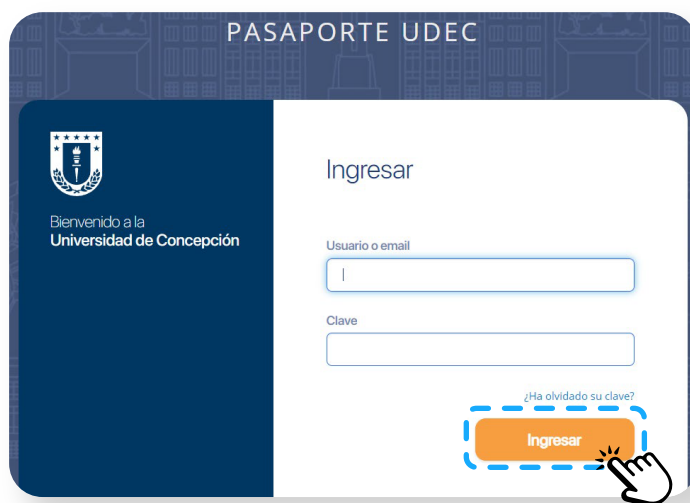 PASAPORTE UDEC
Bienvenido a la
Universidad de Concepción
Ingresar
Usuario o email
Clave
¿Ha olvidado su clave?
Ingresar